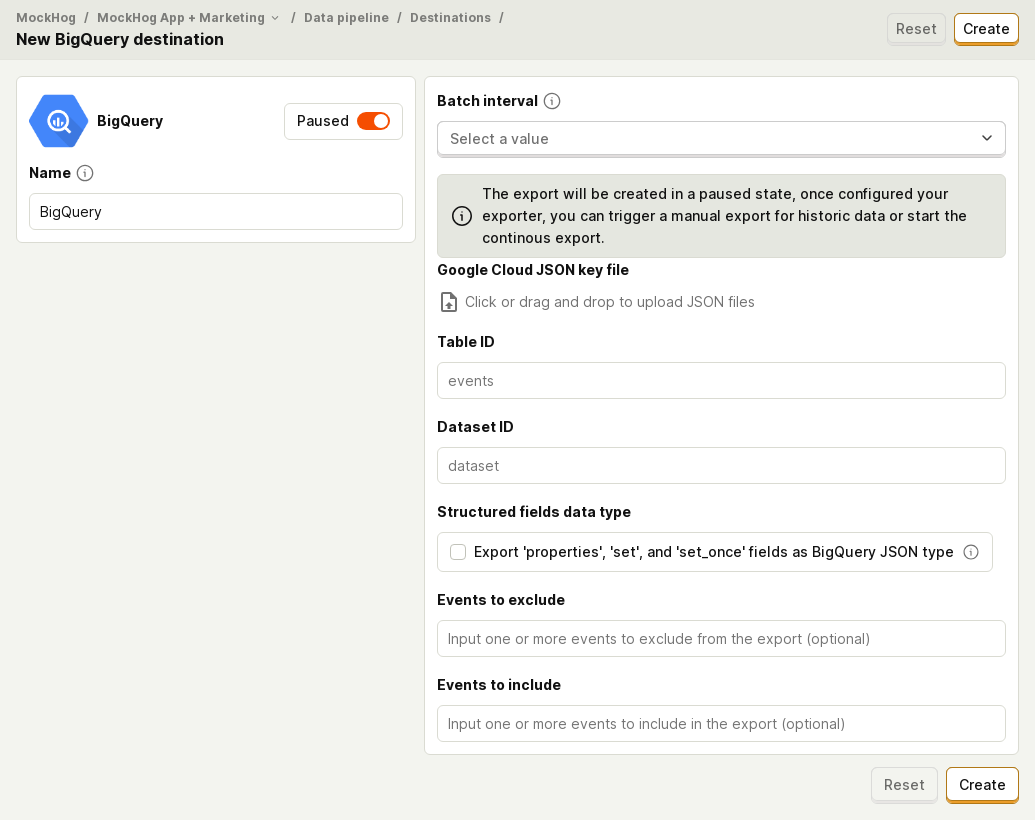 MockHog / MockHog App + Marketing / Data pipeline / Destinations /
New BigQuery destination
Reset
Create
BigQuery
Paused
Name
BigQuery
Batch interval
Select a value
The export will be created in a paused state, once configured your
exporter, you can trigger a manual export for historic data or start the
continous export.
Google Cloud JSON key file
Click or drag and drop to upload JSON files
Table ID
events
Dataset ID
dataset
Structured fields data type
Export 'properties', 'set', and 'set_once' fields as BigQuery JSON type
Events to exclude
Input one or more events to exclude from the export (optional)
Events to include
Input one or more events to include in the export (optional)
Reset
Create